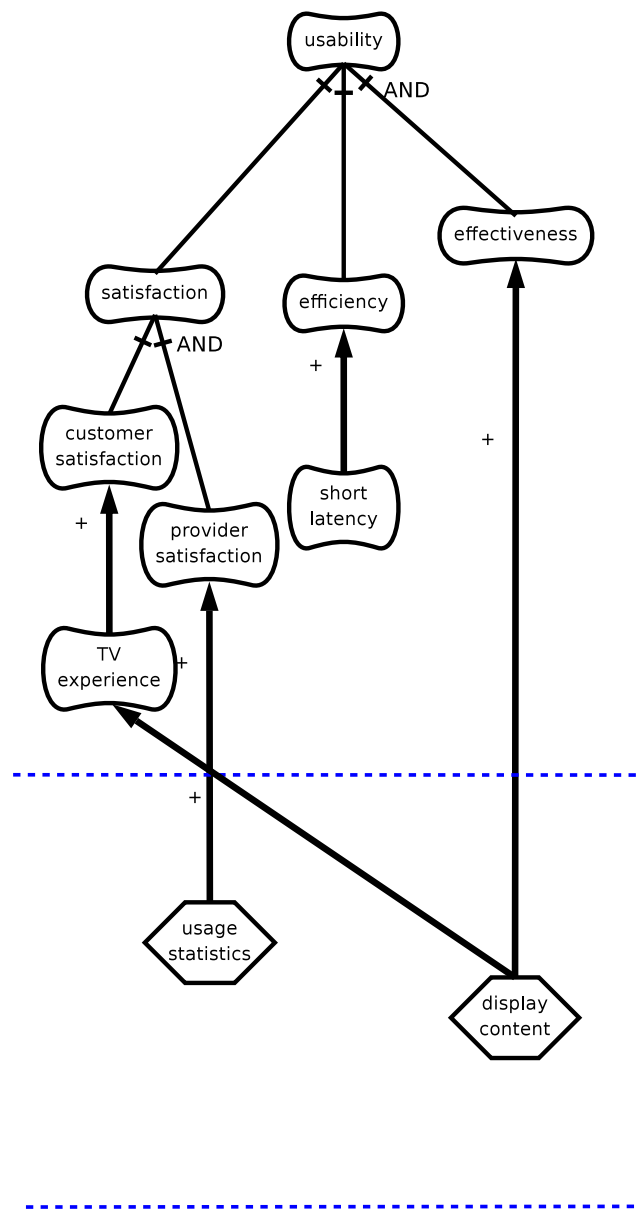 usability
AND
effectiveness
satisfaction
efficiency
AND
+
customer
satisfaction
+
short
latency
+
provider
satisfaction
TV
experience
+
+
usage
statistics
display
content